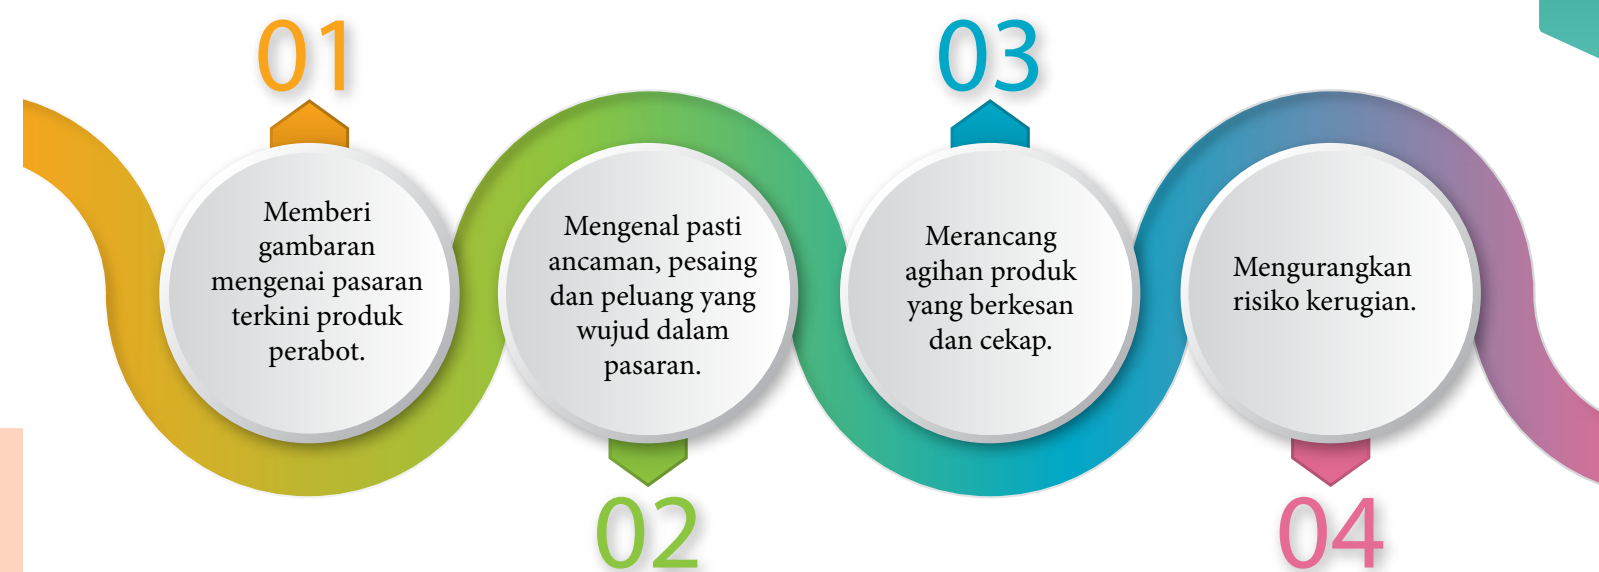 01
Memberi
gambaran
mengenai pasaran
terkini produk
perabot.
Mengenal pasti
ancaman, pesaing
dan peluang yang
wujud dalam
pasaran.
02
03
Merancang
agihan produk
yang berkesan
dan cekap.
Mengurangkan
risiko kerugian.
04